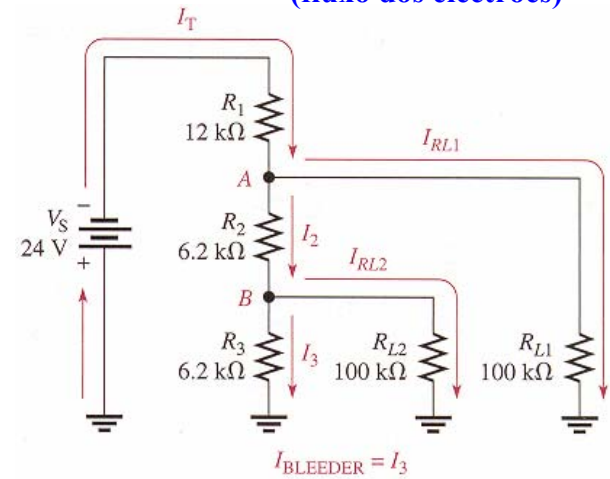 (fluxo dos electrões)
I_T
R_1
12 kΩ
I_RL1
A
−
V_S
24 V
+
R_2
6.2 kΩ
I_2
I_RL2
B
R_3
6.2 kΩ
I_3
R_L2
100 kΩ
R_L1
100 kΩ
I_BLEEDER = I_3